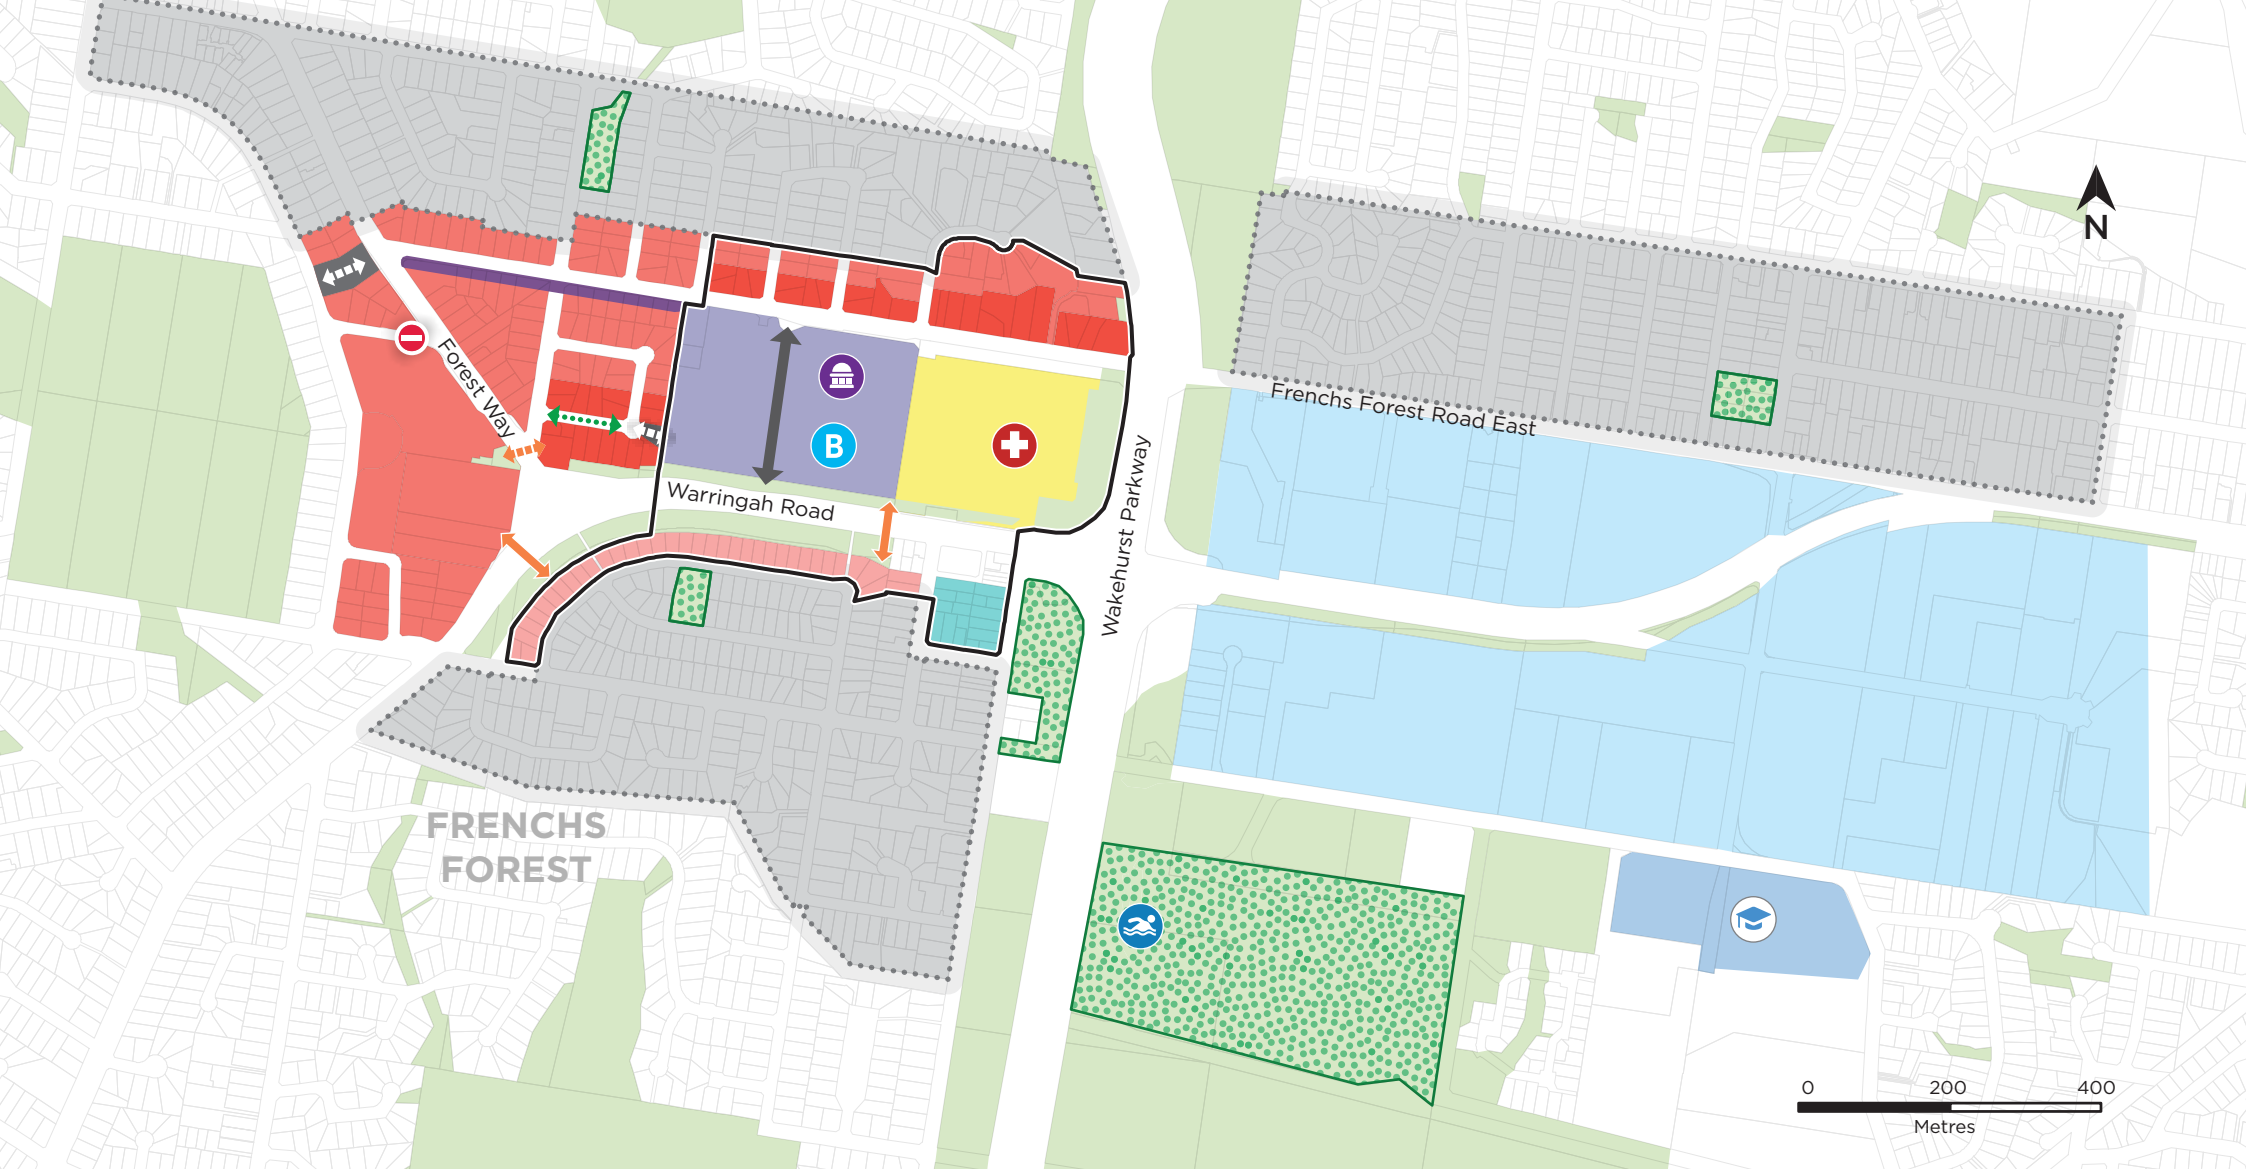 N
Forest Way
Frenchs Forest Road East
B
Warringah Road
Wakehurst Parkway
FRENCHS
FOREST
0 200 400
Metres